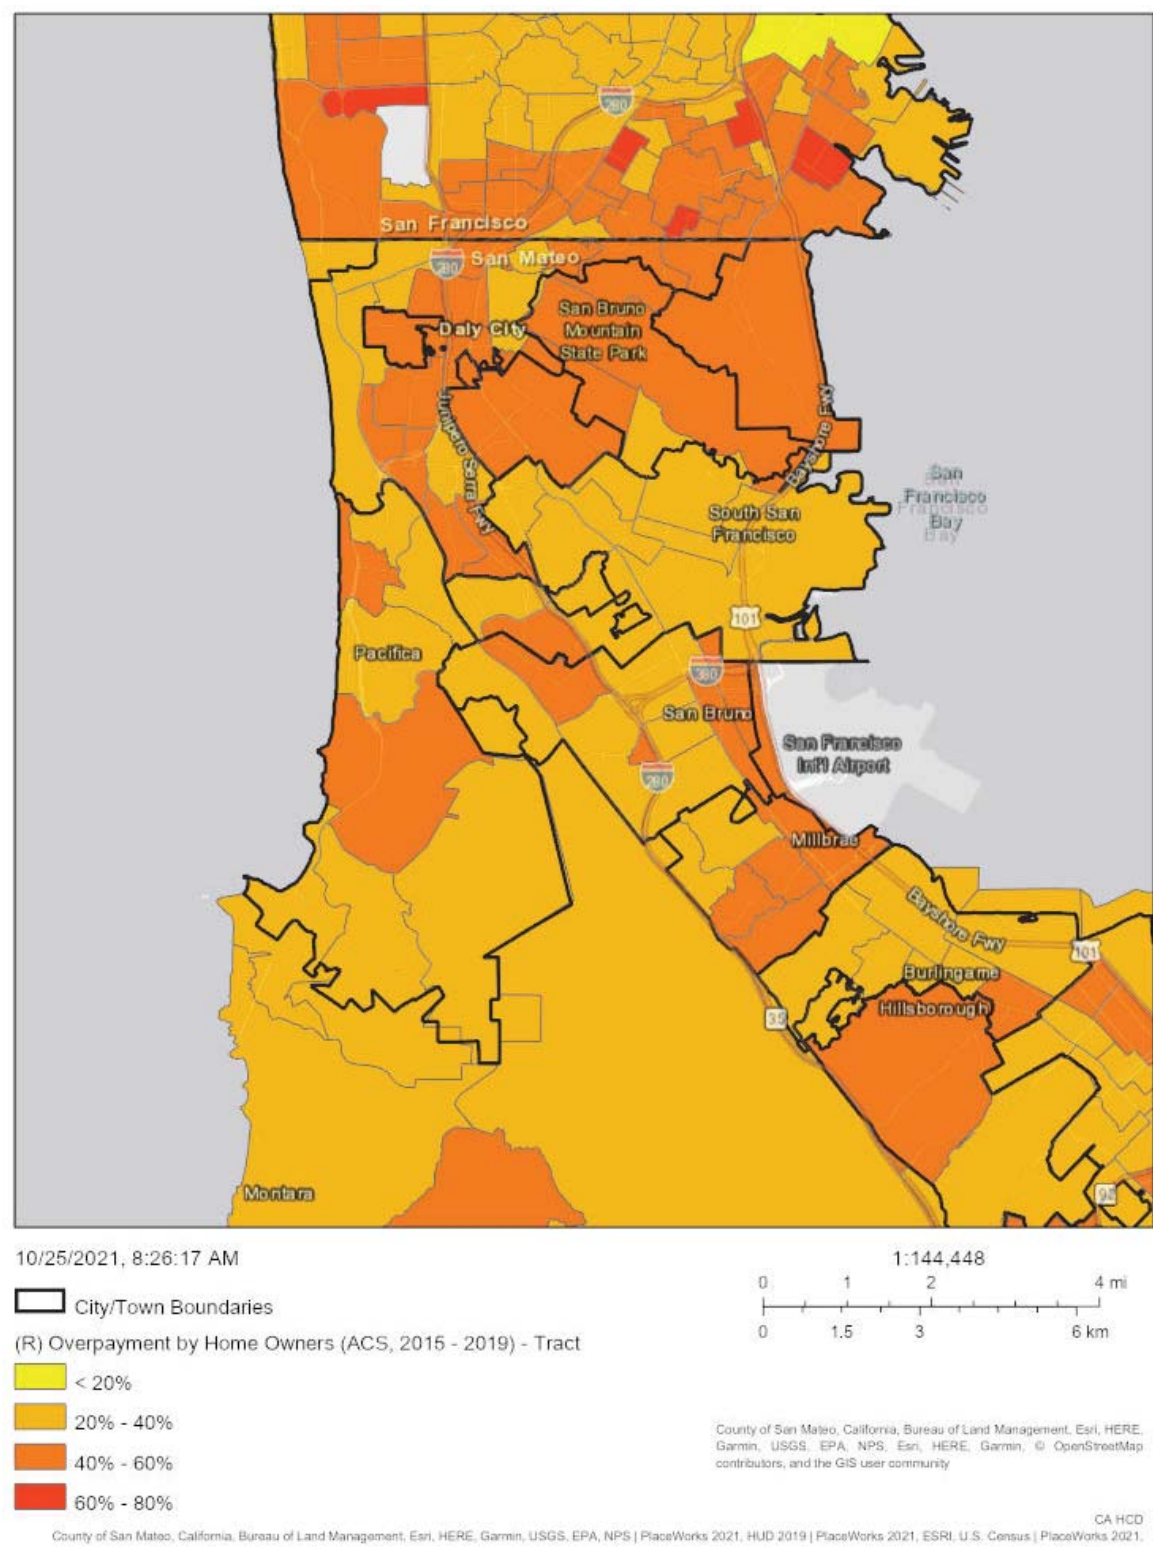 280
San Francisco
San Mateo
280
San Bruno
Mountain
State Park
Daly City
Bayshore Fwy
Junipero Serra Fwy
San
Francisco
Bay
South San
Francisco
101
Pacifica
380
San Bruno
San Francisco
Int'l Airport
280
Millbrae
Bayshore Fwy
101
Burlingame
Hillsborough
35
Montara
92
10/25/2021, 8:26:17 AM
1:144,448
0 1 2 4 mi
0 1.5 3 6 km
City/Town Boundaries
(R) Overpayment by Home Owners (ACS, 2015 - 2019) - Tract
< 20%
20% - 40%
40% - 60%
60% - 80%
County of San Mateo, California, Bureau of Land Management, Esri, HERE,
Garmin, USGS, EPA, NPS, Esri, HERE, Garmin, © OpenStreetMap
contributors, and the GIS user community
CA HCD
County of San Mateo, California, Bureau of Land Management, Esri, HERE, Garmin, USGS, EPA, NPS | PlaceWorks 2021, HUD 2019 | PlaceWorks 2021, ESRI, U.S. Census | PlaceWorks 2021,